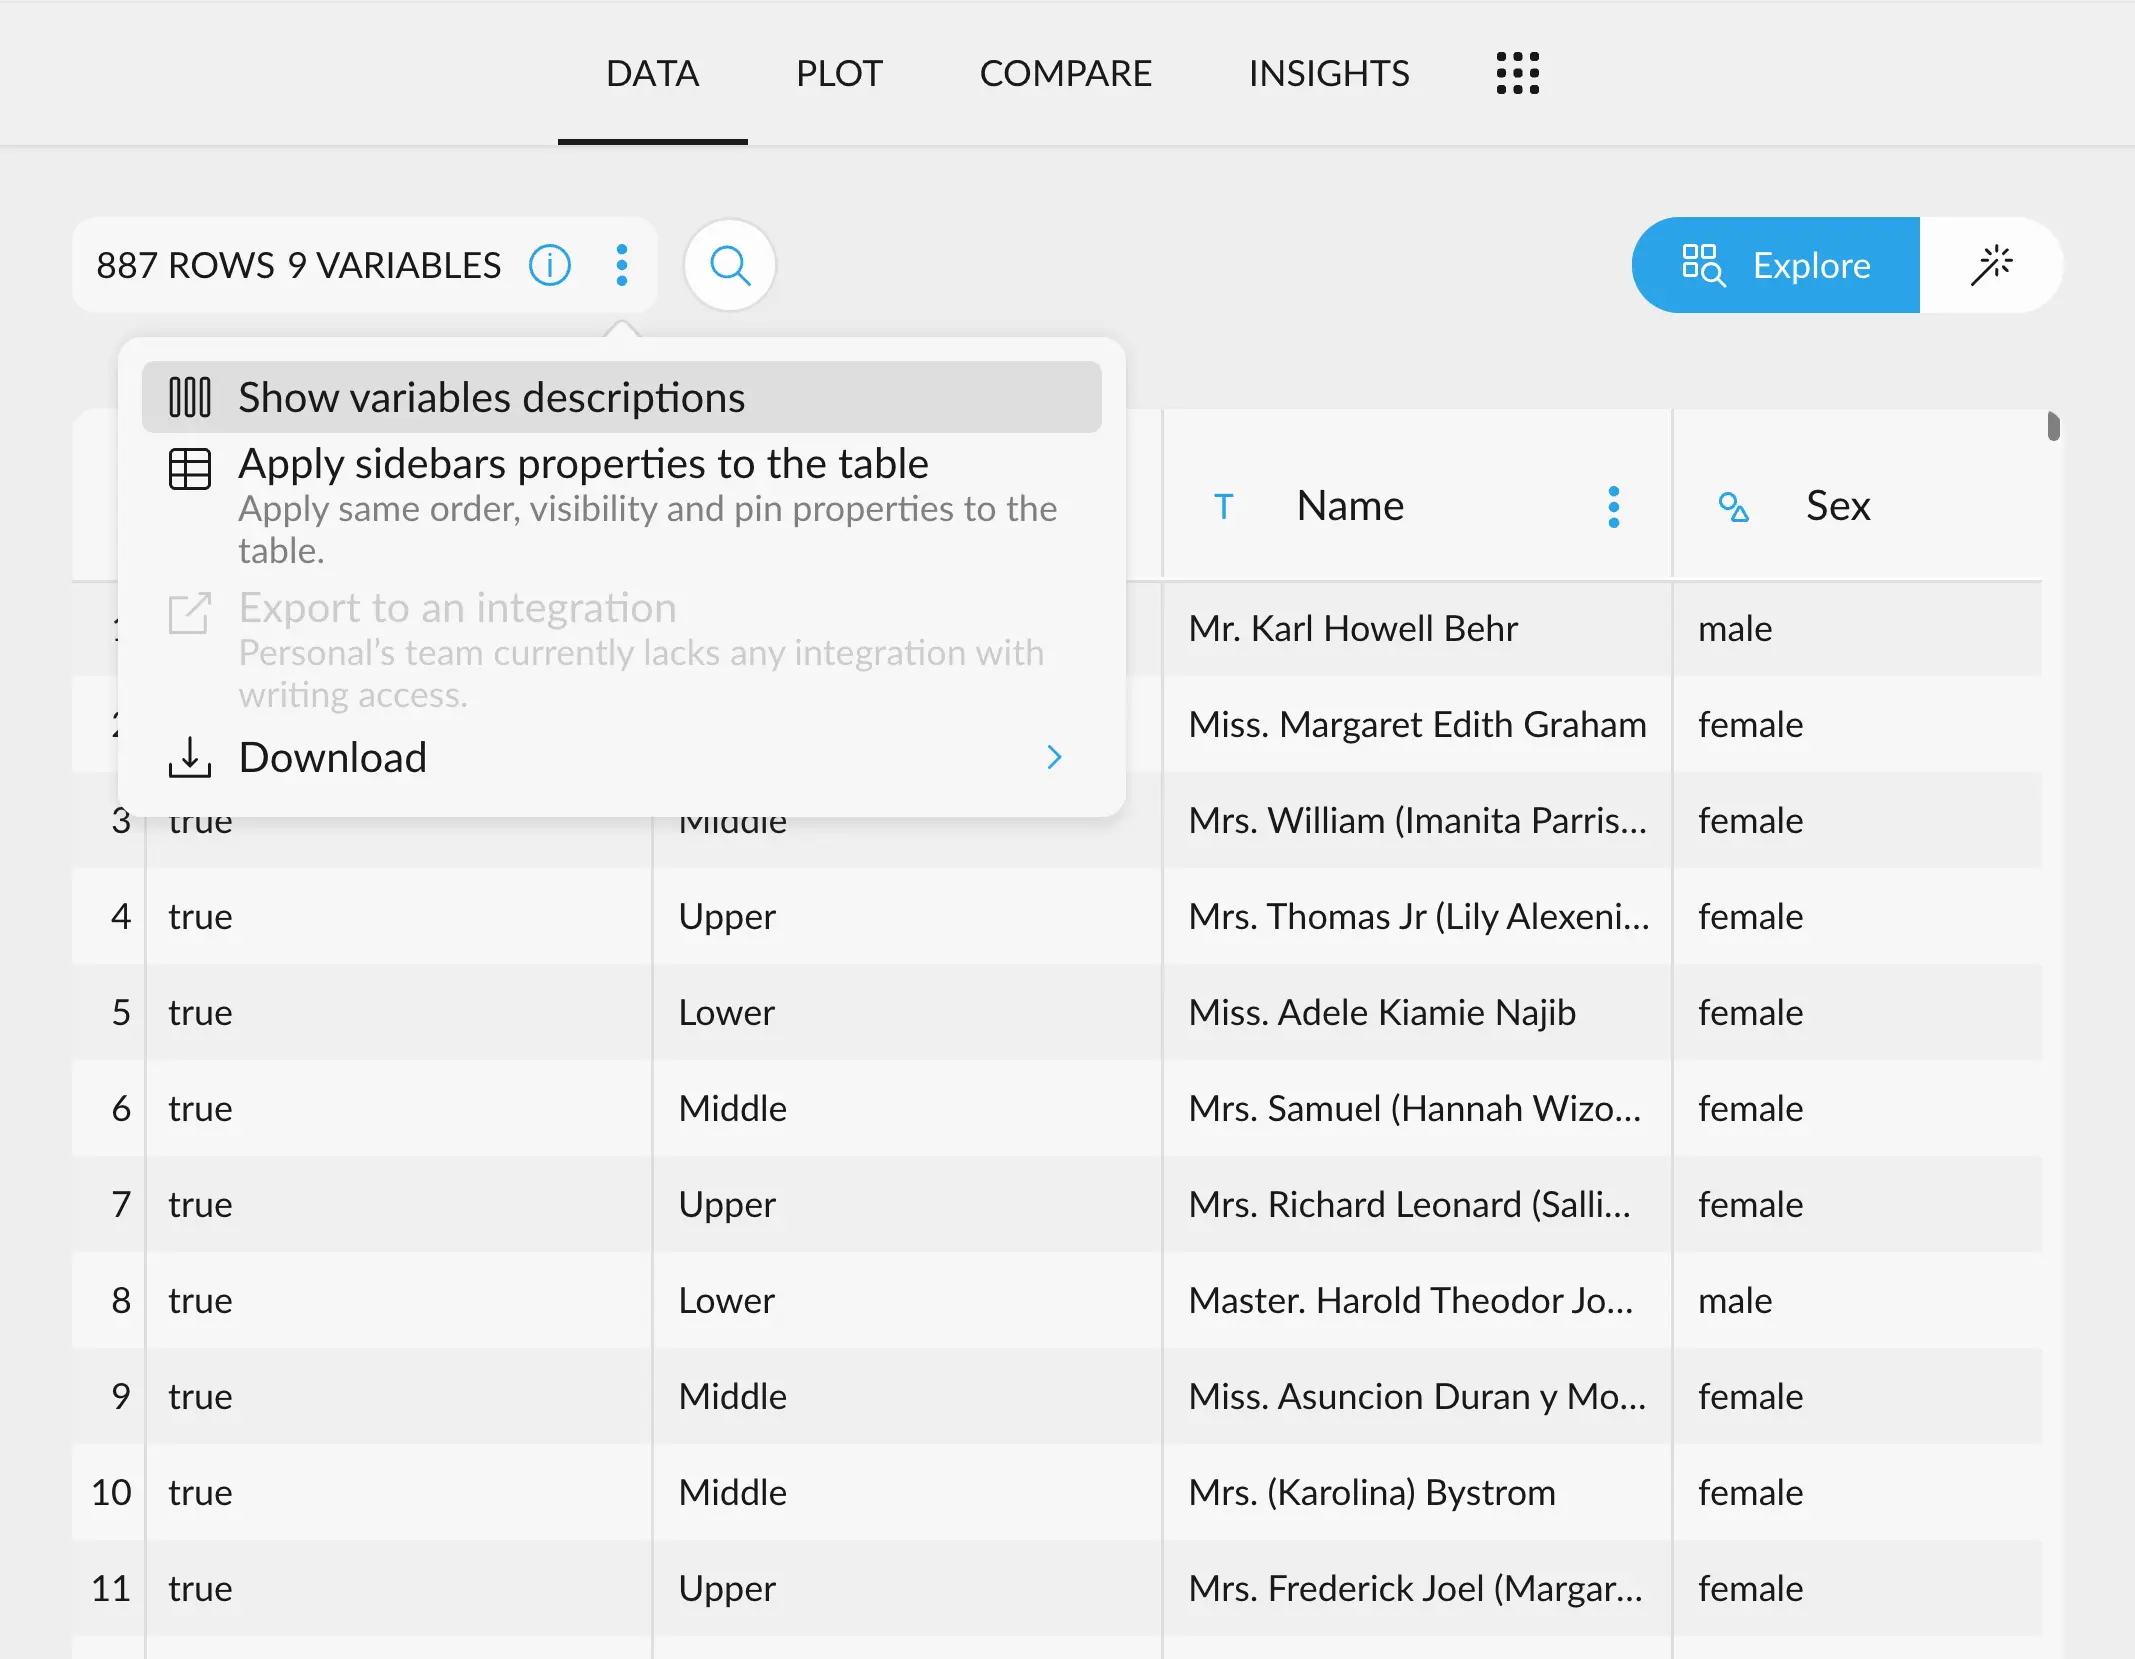 DATA PLOT COMPARE INSIGHTS
887 ROWS 9 VARIABLES
Explore
Show variables descriptions
Apply sidebars properties to the table
Apply same order, visibility and pin properties to the
table.
Export to an integration
Personal’s team currently lacks any integration with
writing access.
Download
T Name Sex
Mr. Karl Howell Behr male
Miss. Margaret Edith Graham female
3 true Middle Mrs. William (Imanita Parris... female
4 true Upper Mrs. Thomas Jr (Lily Alexeni... female
5 true Lower Miss. Adele Kiamie Najib female
6 true Middle Mrs. Samuel (Hannah Wizo... female
7 true Upper Mrs. Richard Leonard (Salli... female
8 true Lower Master. Harold Theodor Jo... male
9 true Middle Miss. Asuncion Duran y Mo... female
10 true Middle Mrs. (Karolina) Bystrom female
11 true Upper Mrs. Frederick Joel (Margar... female